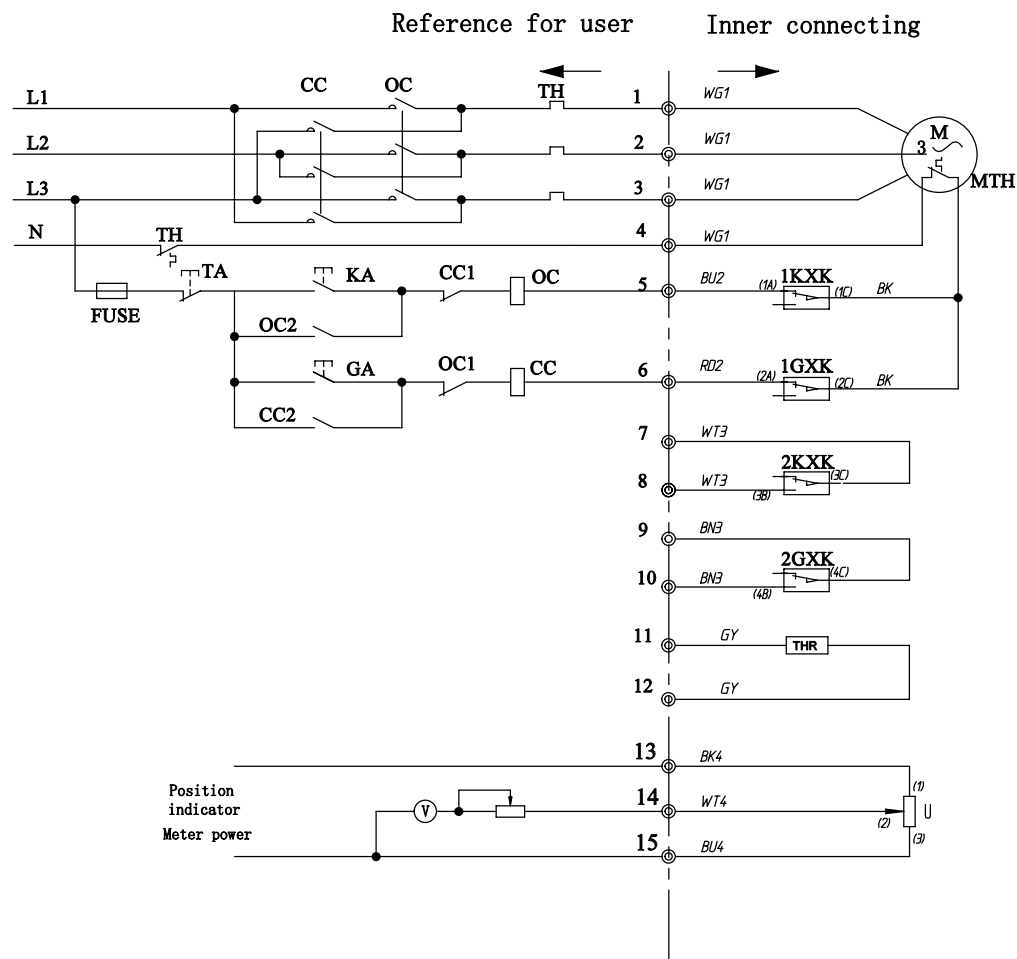 Reference for user Inner connecting
CC OC TH
L1 1 WG1
L2 2 WG1 M
3
L3 3 WG1 MTH
N TH 4 WG1
TA KA CC1 OC 5 BU2 (1A) 1KXK (1C) BK
FUSE
OC2
GA OC1 CC 6 RD2 (2A) 1GXK (2C) BK
CC2
7 WT3
8 WT3 (3B) 2KXK (3C)
9 BN3
10 BN3 (4B) 2GXK (4C)
11 GY THR
12 GY
13 BK4 (1)
Position
indicator
V 14 WT4 (2) U
Meter power
15 BU4 (3)